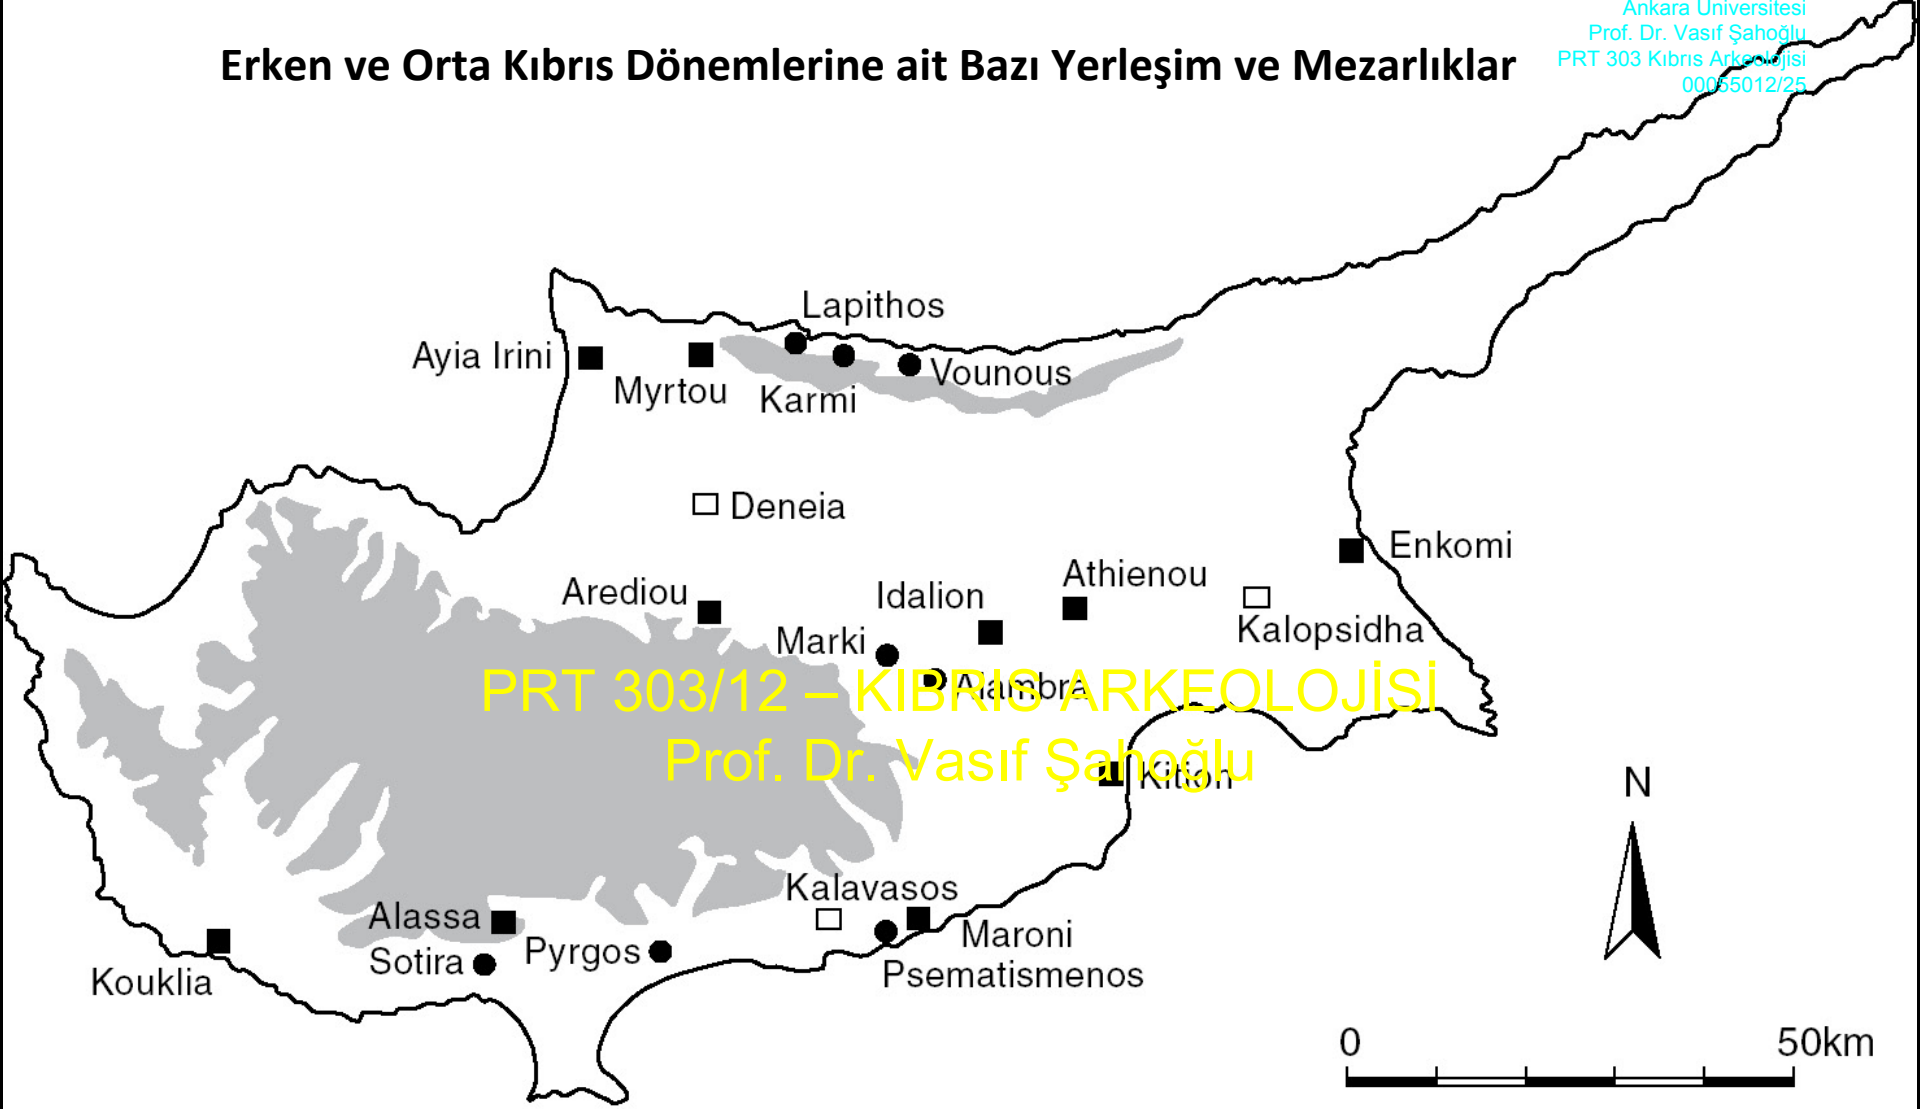 Ankara Üniversitesi
Prof. Dr. Vasıf Şahoğlu
PRT 303 Kıbrıs Arkeolojisi
00055012/25
Erken ve Orta Kıbrıs Dönemlerine ait Bazı Yerleşim ve Mezarlıklar
Lapithos
Ayia Irini
Myrtou
Karmi
Vounous
Deneia
Enkomi
Arediou
Idalion
Athienou
Kalopsidha
Marki
Alambra
PRT 303/12 – KIBRIS ARKEOLOJİSİ
Prof. Dr. Vasıf Şahoğlu
Kition
N
Kalavasos
Alassa
Sotira
Pyrgos
Maroni
Psematismenos
Kouklia
0 50km